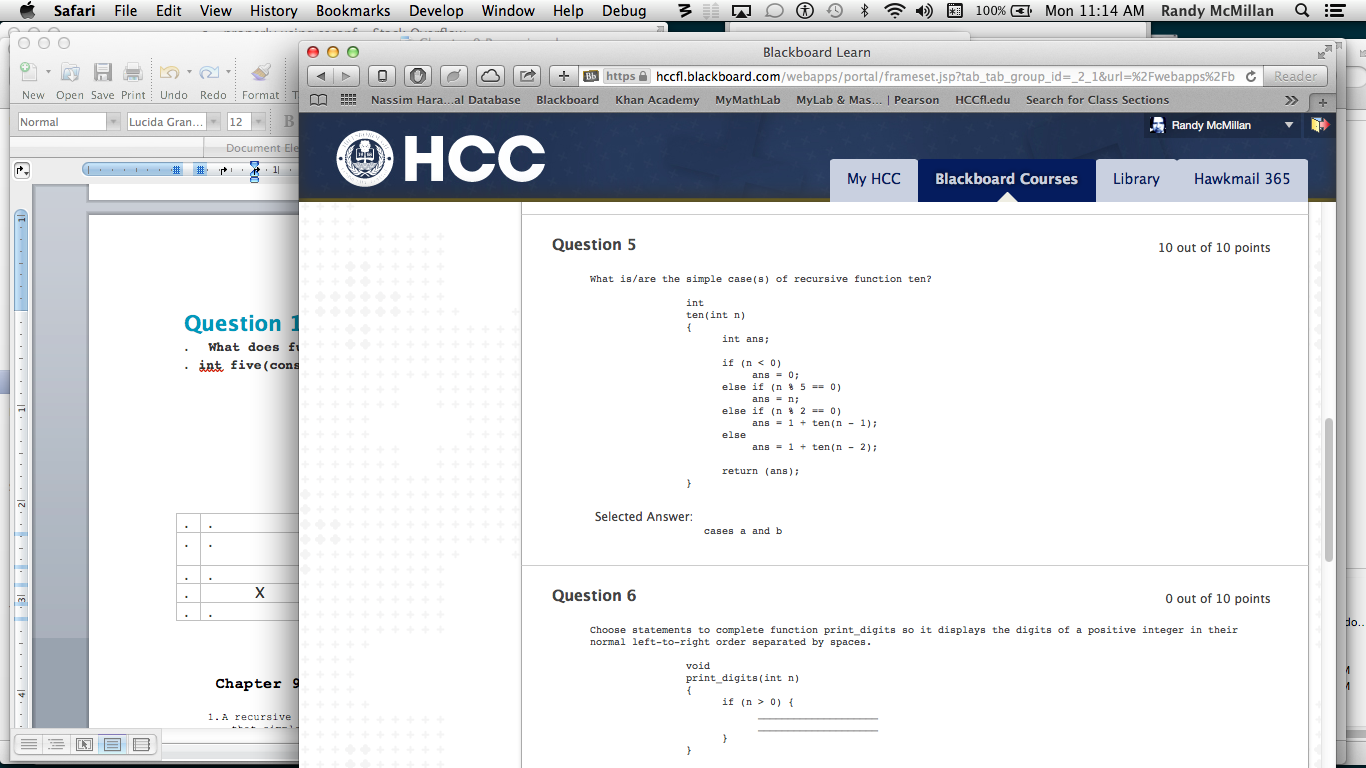 Safari File Edit View History Bookmarks Develop Window Help Debug 100% Mon 11:14 AM Randy McMillan
New Open Save Print Undo Redo Format
Normal Lucida Gran... 12 B
Document Ele
Question 1
. What does fu
. int five(cons
. .
. .
. .
. X
. .
Chapter 9
1.A recursive
Blackboard Learn
Bb https hccfl.blackboard.com/webapps/portal/frameset.jsp?tab_tab_group_id=_2_1&url=%2Fwebapps%2Fb Reader
Nassim Hara...al Database Blackboard Khan Academy MyMathLab MyLab & Mas... | Pearson HCCfl.edu Search for Class Sections >> +
Randy McMillan
HCC
My HCC Blackboard Courses Library Hawkmail 365
Question 5 10 out of 10 points
What is/are the simple case(s) of recursive function ten?
int
ten(int n)
{
int ans;
if (n < 0)
ans = 0;
else if (n % 5 == 0)
ans = n;
else if (n % 2 == 0)
ans = 1 + ten(n - 1);
else
ans = 1 + ten(n - 2);
return (ans);
}
Selected Answer:
cases a and b
Question 6 0 out of 10 points
Choose statements to complete function print_digits so it displays the digits of a positive integer in their
normal left-to-right order separated by spaces.
void
print_digits(int n)
{
if (n > 0) {
____________________
____________________
}
}